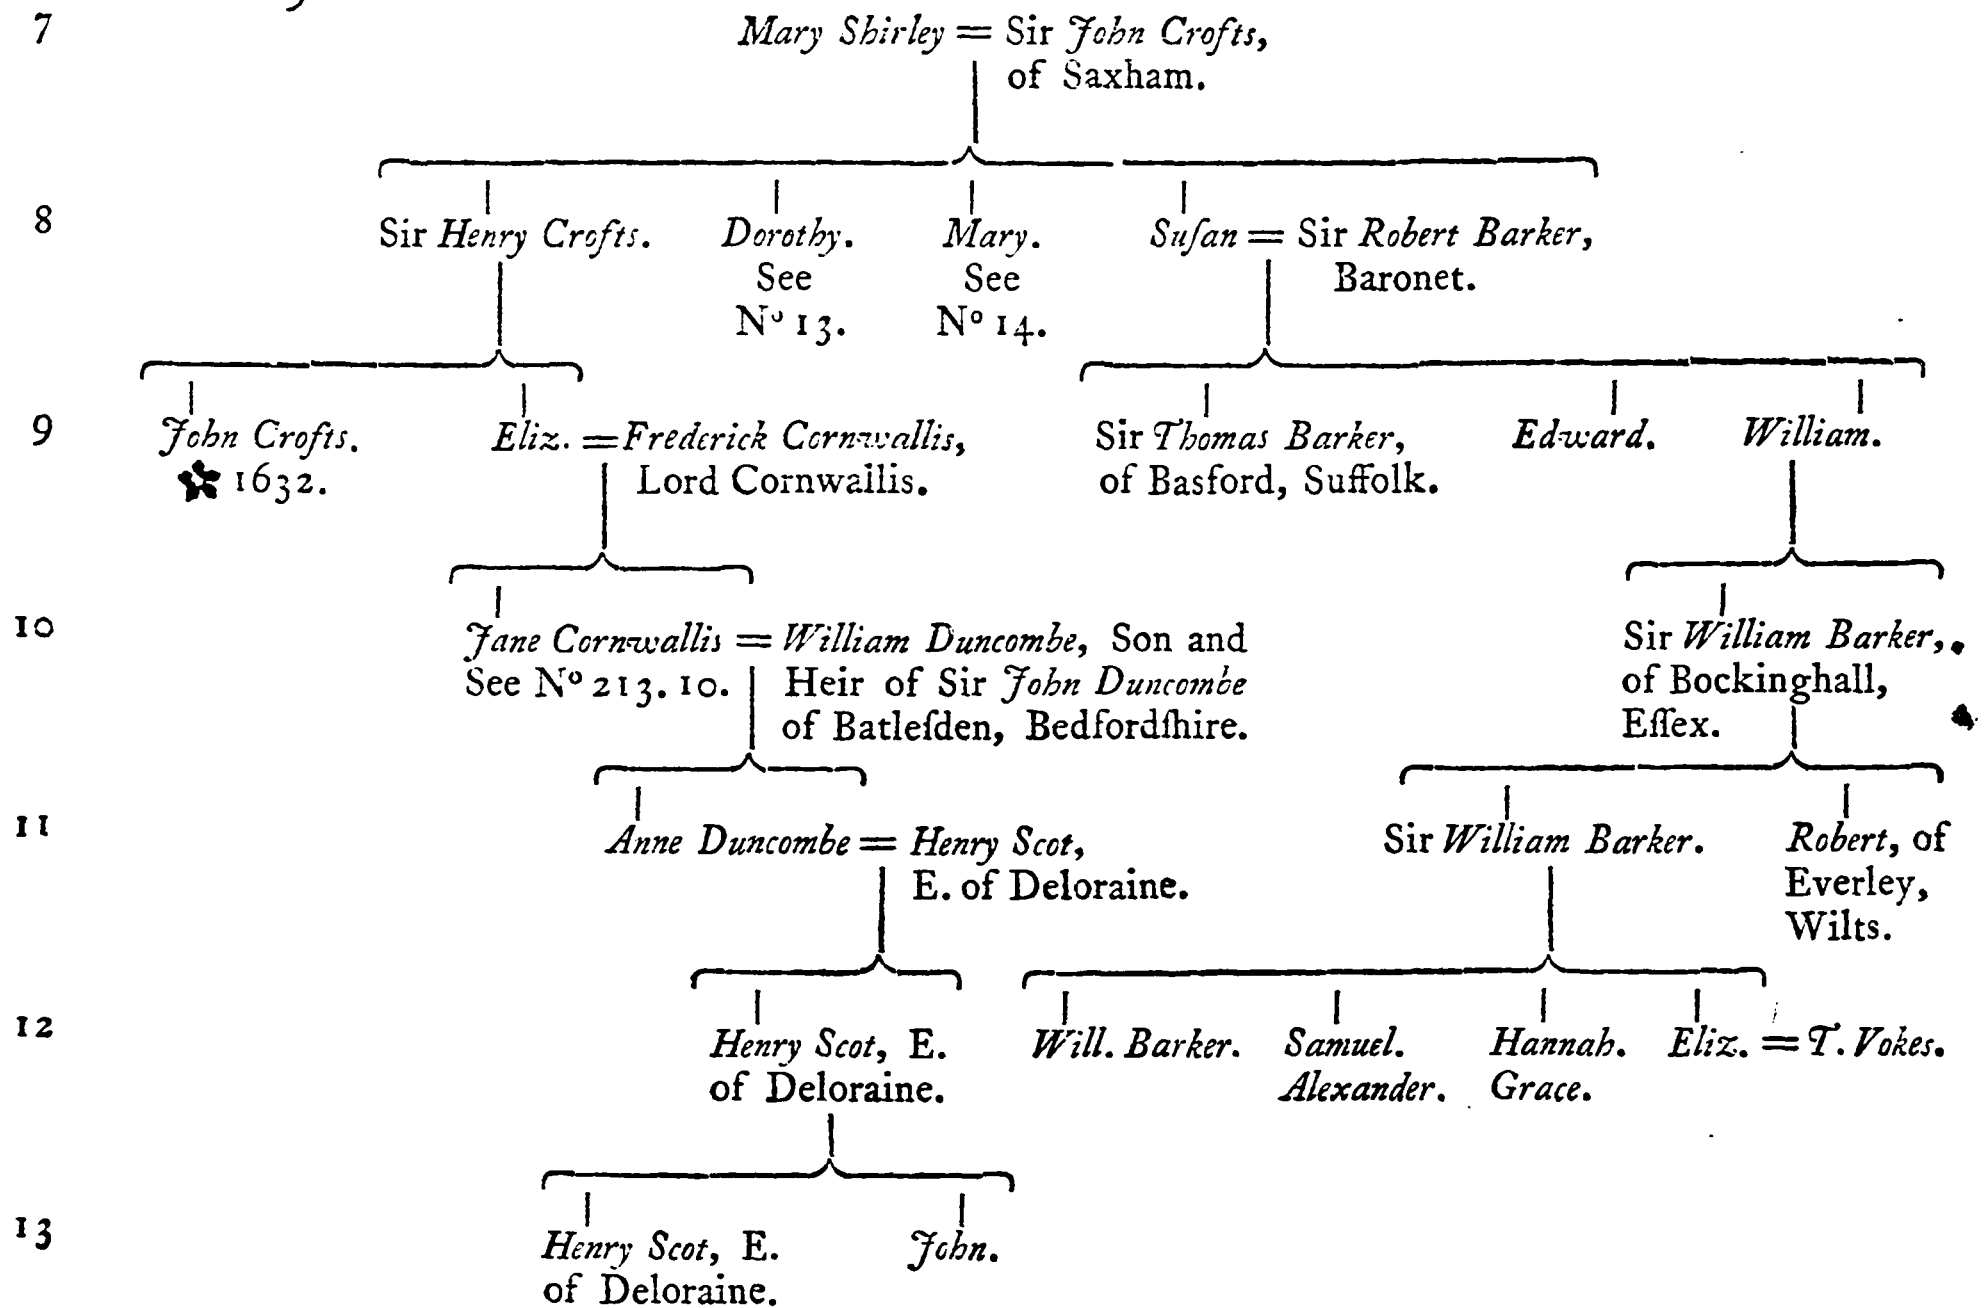 7
Mary Shirley = Sir John Crofts,
of Saxham.
8
Sir Henry Crofts. Dorothy. Mary. Suſan = Sir Robert Barker,
See See Baronet.
No 13. No 14.
9
John Crofts. Eliz. = Frederick Cornwallis, Sir Thomas Barker, Edward. William.
1632. Lord Cornwallis. of Basford, Suffolk.
10
Jane Cornwallis = William Duncombe, Son and Sir William Barker,
See No 213. 10. Heir of Sir John Duncombe of Bockinghall,
of Batleſden, Bedfordſhire. Eſſex.
11
Anne Duncombe = Henry Scot, Sir William Barker. Robert, of
E. of Deloraine. Everley,
Wilts.
12
Henry Scot, E. Will. Barker. Samuel. Hannah. Eliz. = T. Vokes.
of Deloraine. Alexander. Grace.
13
Henry Scot, E. John.
of Deloraine.